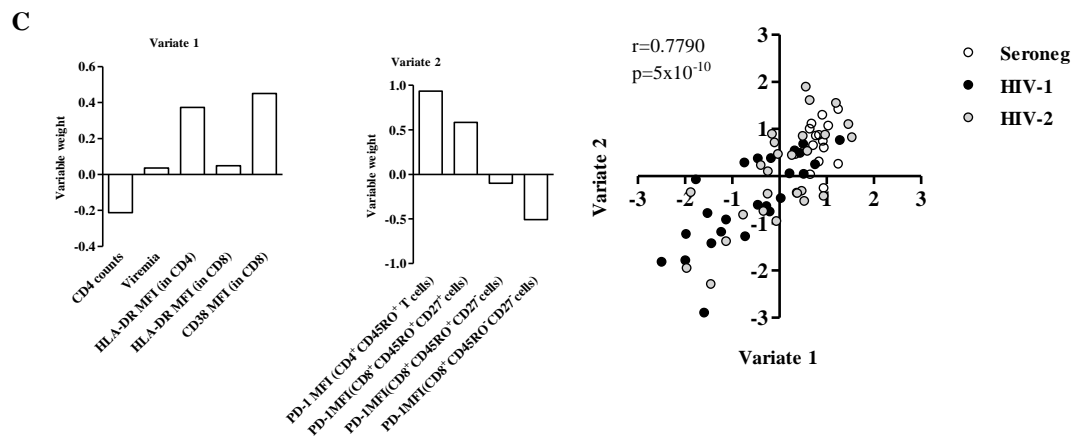 C
Variate 1
Variable weight
0.6
0.4
0.2
0.0
-0.2
-0.4
CD4 counts
Viremia
HLA-DR MFI (in CD4)
HLA-DR MFI (in CD8)
CD38 MFI (in CD8)
Variate 2
Variable weight
1.0
0.5
0.0
-0.5
-1.0
PD-1 MFI (CD4⁺CD45RO⁺ T cells)
PD-1MFI(CD8⁺CD45RO⁺CD27⁺ cells)
PD-1MFI(CD8⁺CD45RO⁺CD27⁻cells)
PD-1MFI(CD8⁺CD45RO⁻CD27⁻cells)
r=0.7790
p=5x10⁻¹⁰
Variate 2
3
2
1
-1
-2
-3
-3
-2
-1
0
1
2
3
Variate 1
Seroneg
HIV-1
HIV-2